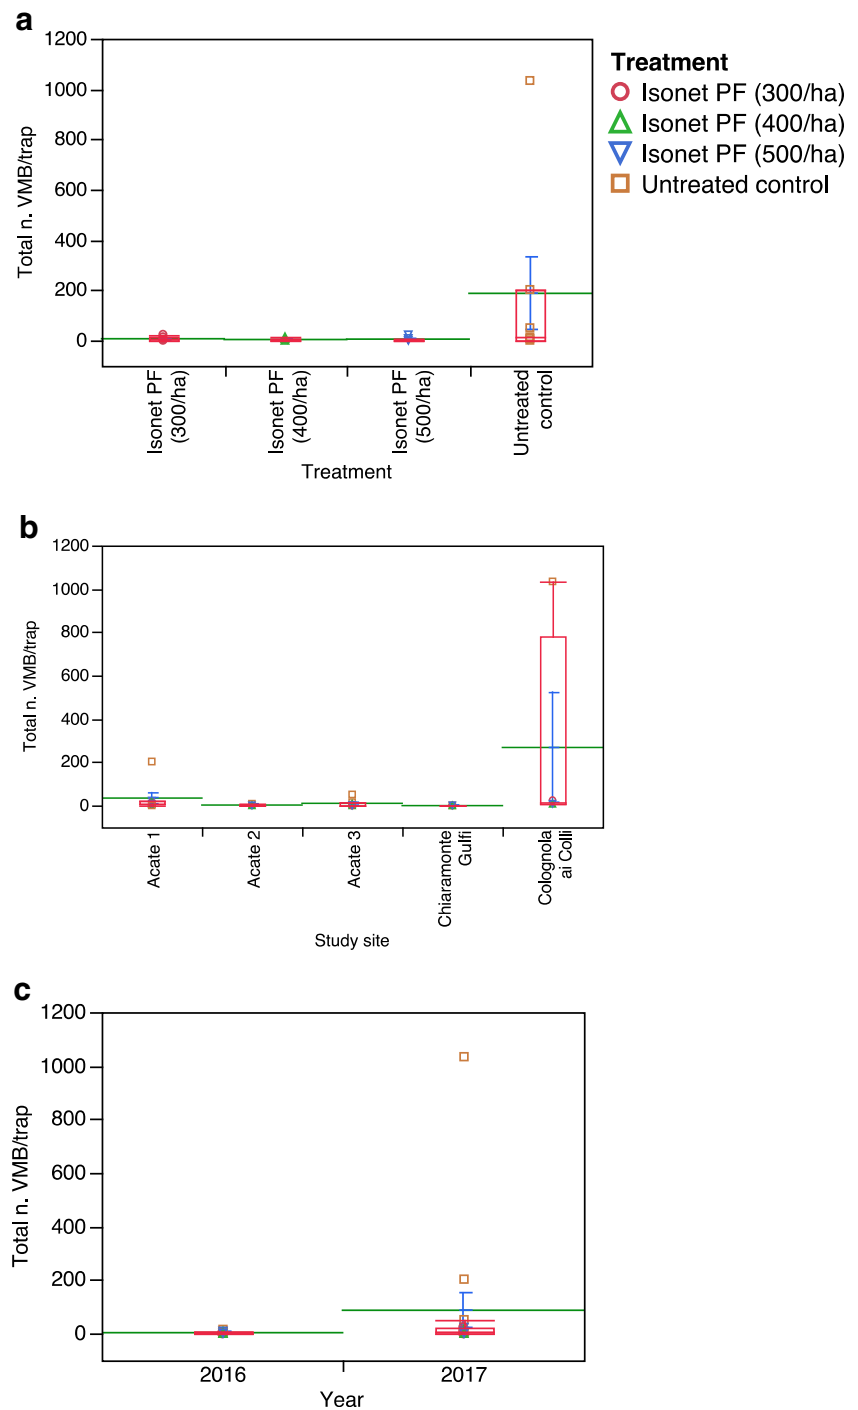 a
1200
1000
800
600
400
200
0
Total n. VMB/trap
Isonet PF
(300/ha)
Isonet PF
(400/ha)
Isonet PF
(500/ha)
Untreated
control
Treatment
Treatment
Isonet PF (300/ha)
Isonet PF (400/ha)
Isonet PF (500/ha)
Untreated control
b
1200
1000
800
600
400
200
0
Total n. VMB/trap
Acate 1
Acate 2
Acate 3
Chiaramonte
Gulfi
Colognola
ai Colli
Study site
c
1200
1000
800
600
400
200
0
Total n. VMB/trap
2016
2017
Year